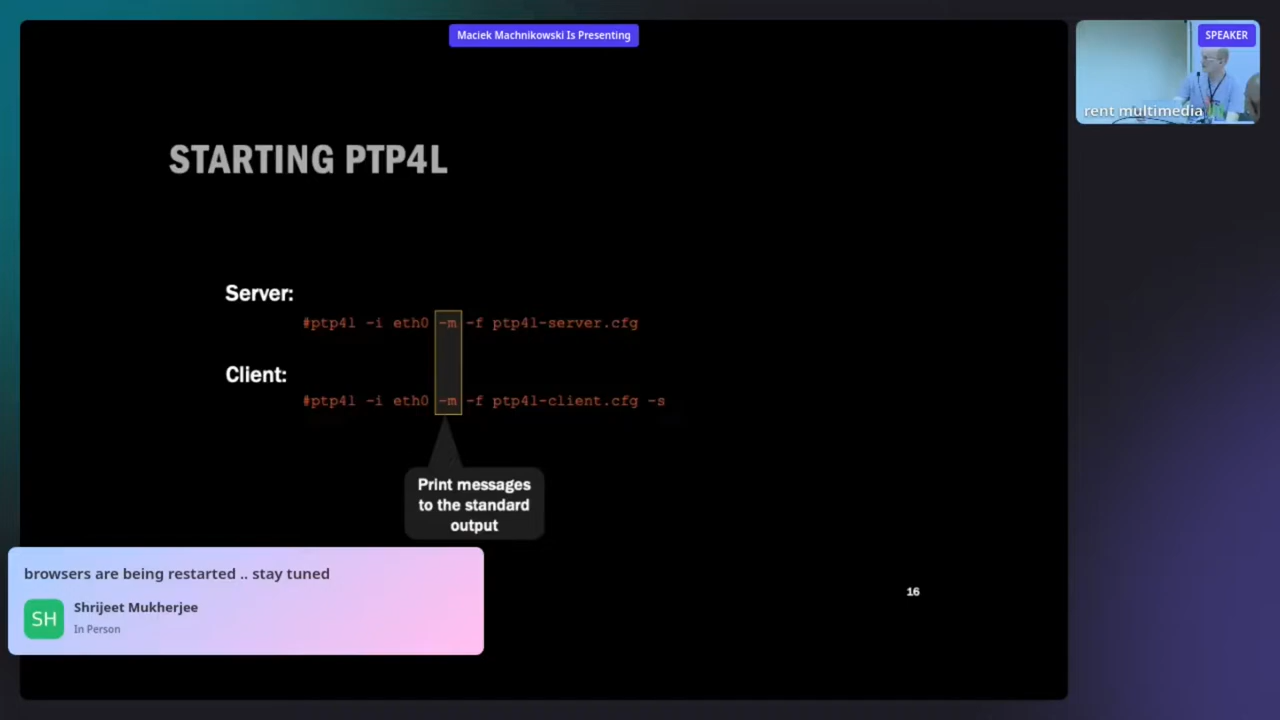 Maciek Machnikowski Is Presenting
SPEAKER
rent multimedia
STARTING PTP4L
Server:
#ptp4l -i eth0 -m -f ptp4l-server.cfg
Client:
#ptp4l -i eth0 -m -f ptp4l-client.cfg -s
Print messages
to the standard
output
browsers are being restarted .. stay tuned
SH
Shrijeet Mukherjee
In Person
16